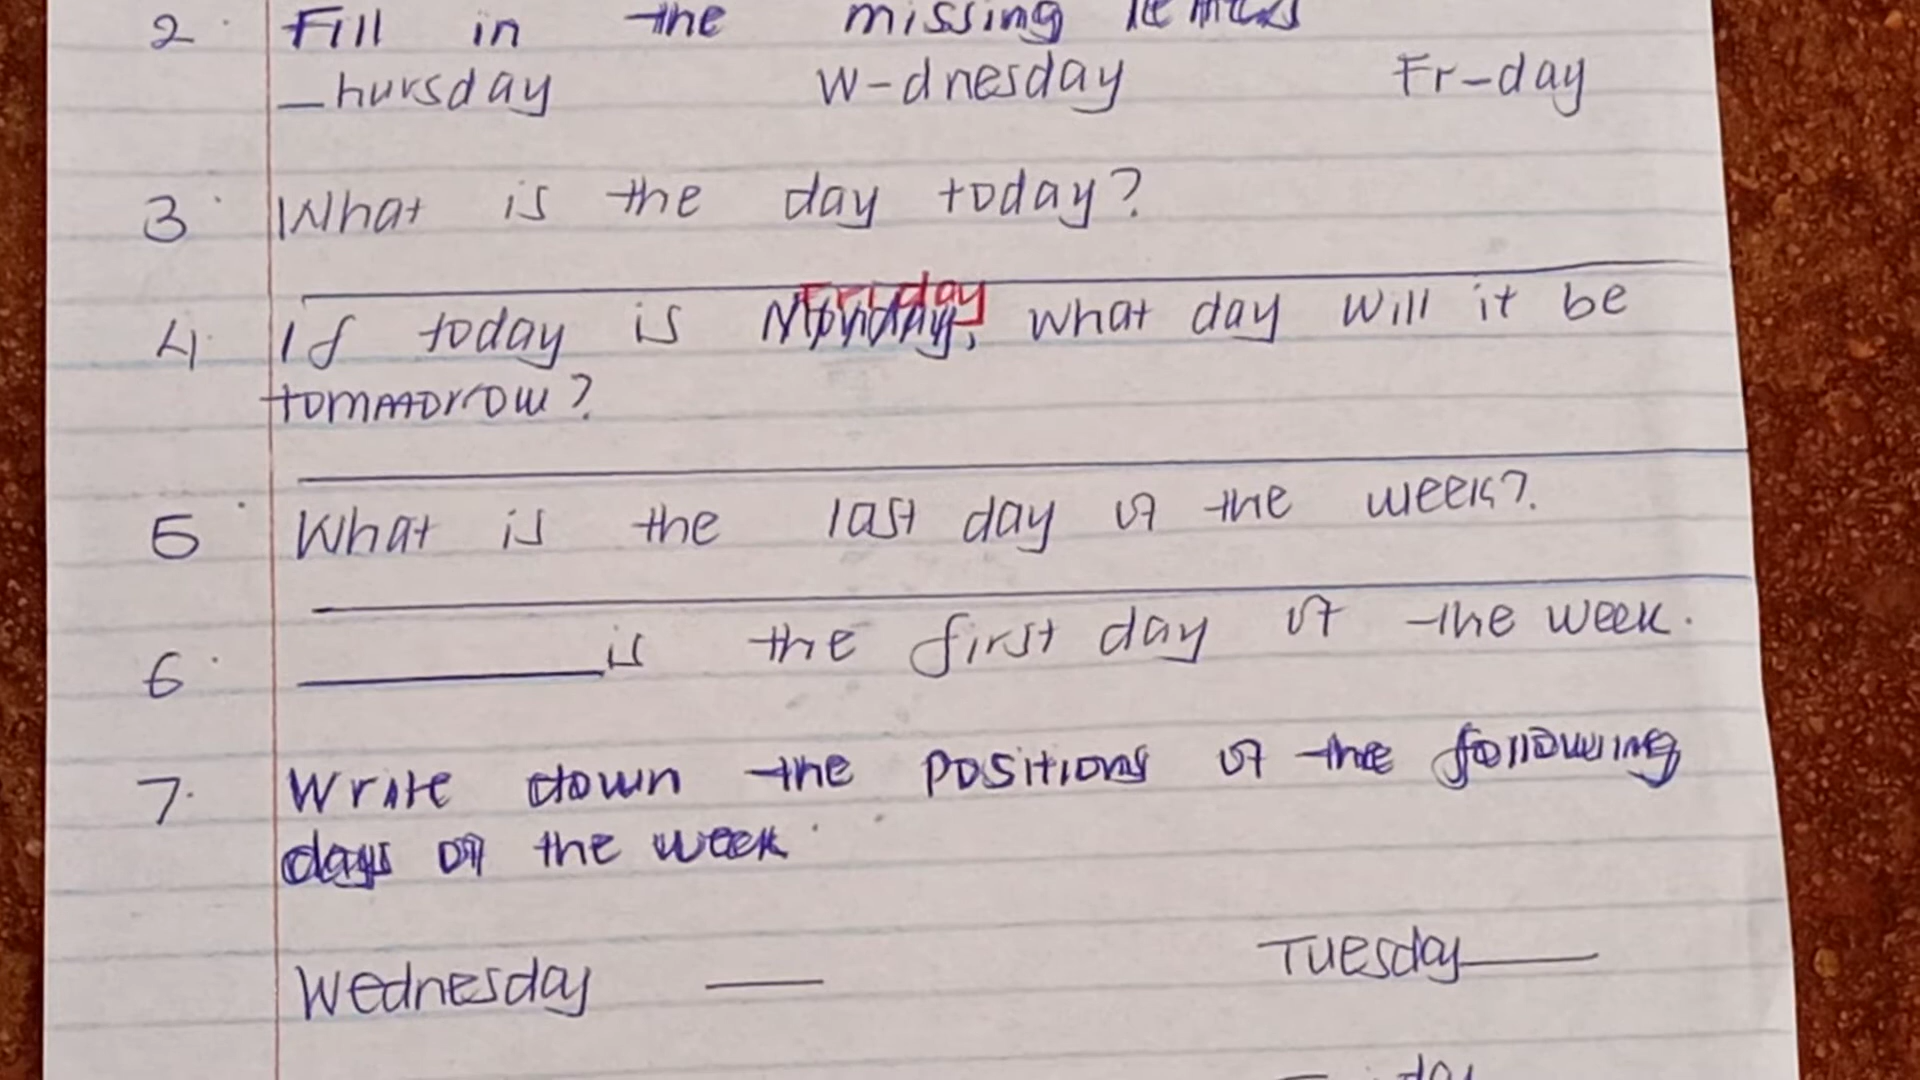 2. Fill in the missing letters
_hursday W-dnesday Fr-day
3. What is the day today?
4. If today is Friday, what day will it be
tomorrow?
5. What is the last day of the week?
6. ______ is the first day of the week.
7. Write down the positions of the following
days of the week
Wednesday ___ Tuesday ___